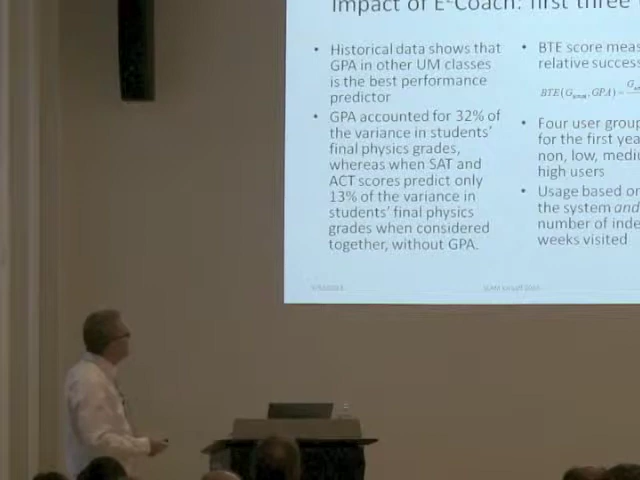 Impact of E²Coach: first three
• Historical data shows that
GPA in other UM classes
is the best performance
predictor
• GPA accounted for 32% of
the variance in students'
final physics grades,
whereas when SAT and
ACT scores predict only
13% of the variance in
students' final physics
grades when considered
together, without GPA.
• BTE score meas
relative success
• Four user group
for the first yea
non, low, medi
high users
• Usage based on
the system and
number of inde
weeks visited